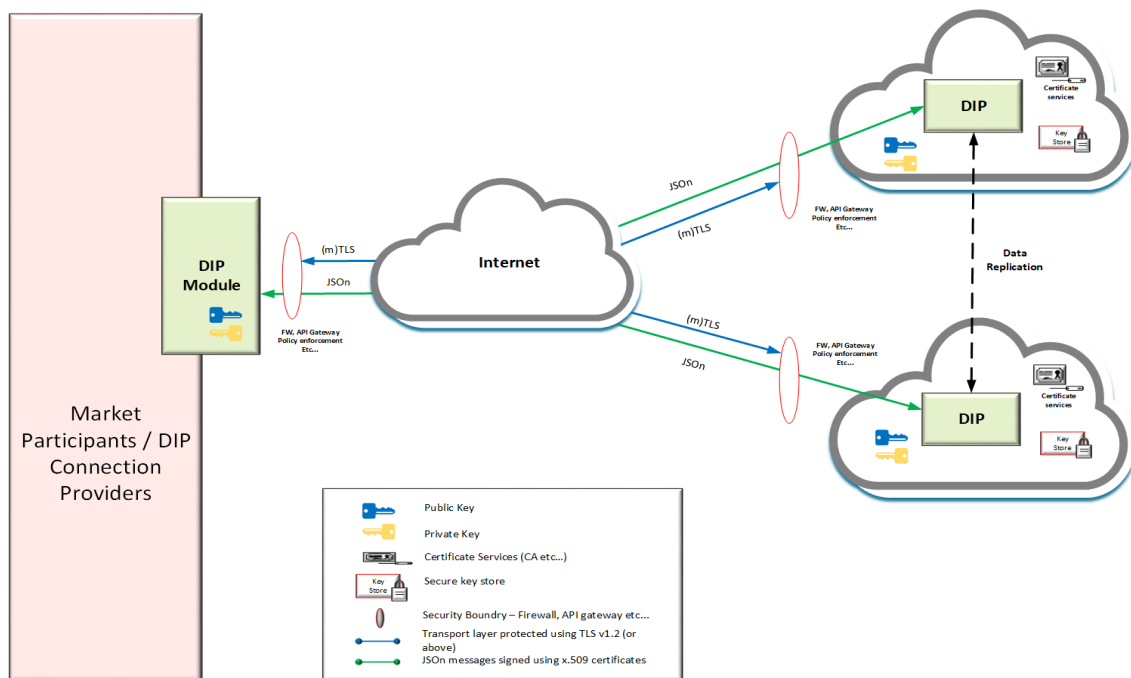 DIP
Certificate
services
Key
Store
JSOn
(m)TLS
FW, API Gateway
Policy enforcement
Etc...
Data
Replication
Internet
(m)TLS
JSOn
DIP
Module
FW, API Gateway
Policy enforcement
Etc...
(m)TLS
JSOn
FW, API Gateway
Policy enforcement
Etc...
DIP
Certificate
services
Key
Store
Market
Participants / DIP
Connection
Providers
Public Key
Private Key
Certificate Services (CA etc...)
Key
Store
Secure key store
Security Boundry – Firewall, API gateway etc...
Transport layer protected using TLS v1.2 (or
above)
JSOn messages signed using x.509 certificates